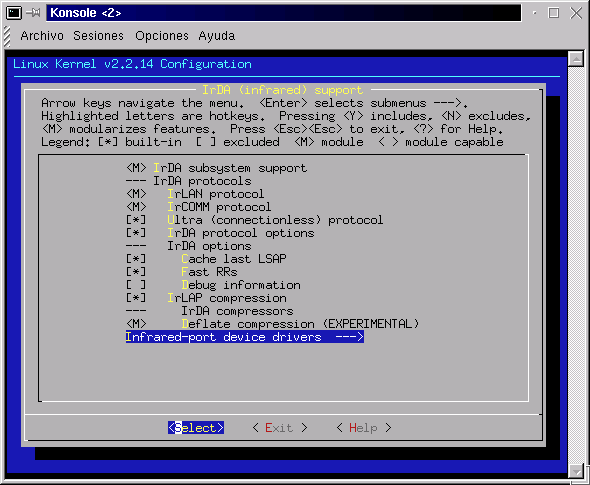 Konsole <2>
Archivo Sesiones Opciones Ayuda
Linux Kernel v2.2.14 Configuration
IrDA (infrared) support
Arrow keys navigate the menu. <Enter> selects submenus --->.
Highlighted letters are hotkeys. Pressing <Y> includes, <N> excludes,
<M> modularizes features. Press <Esc><Esc> to exit, <?> for Help.
Legend: [*] built-in [ ] excluded <M> module < > module capable
<M> IrDA subsystem support
--- IrDA protocols
<M> IrLAN protocol
<M> IrCOMM protocol
[*] Ultra (connectionless) protocol
[*] IrDA protocol options
--- IrDA options
[*] Cache last LSAP
[*] Fast RRs
[ ] Debug information
[*] IrLAP compression
--- IrDA compressors
<M> Deflate compression (EXPERIMENTAL)
Infrared-port device drivers --->
<Select> < Exit > < Help >